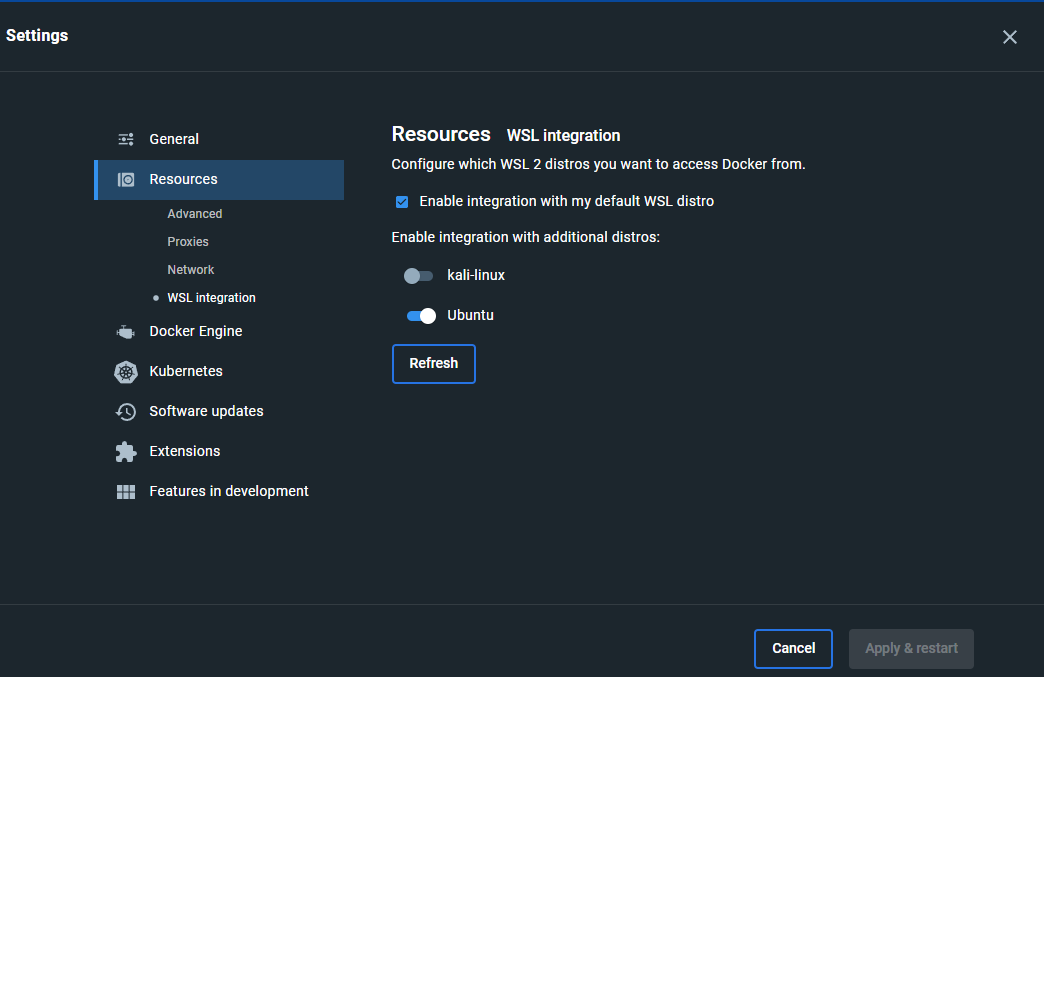 Settings
General
Resources
Advanced
Proxies
Network
WSL integration
Docker Engine
Kubernetes
Software updates
Extensions
Features in development
Resources WSL integration
Configure which WSL 2 distros you want to access Docker from.
Enable integration with my default WSL distro
Enable integration with additional distros:
kali-linux
Ubuntu
Refresh
Cancel
Apply & restart